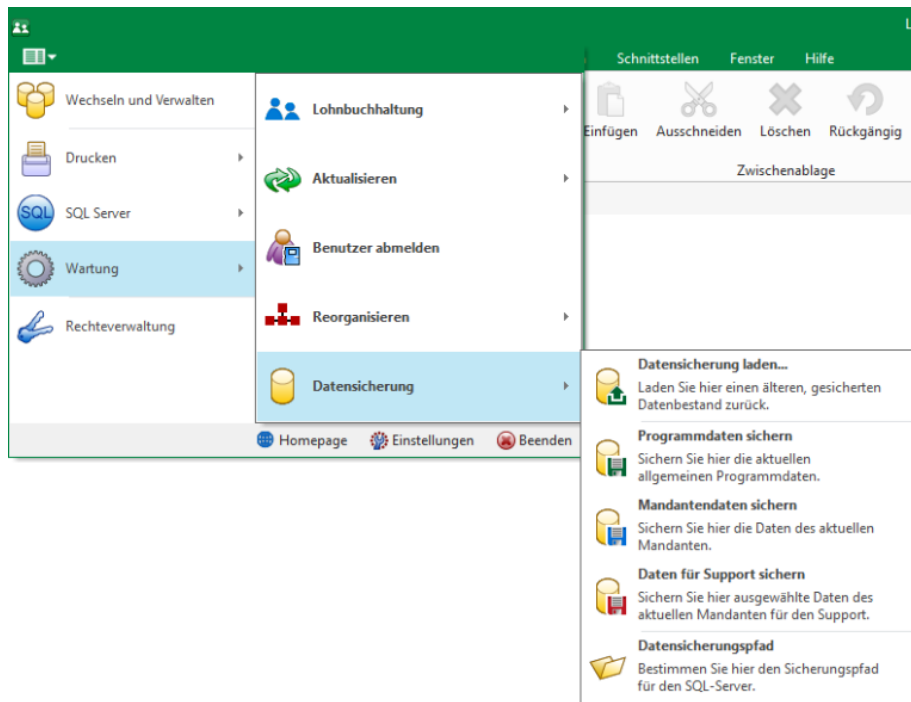 Schnittstellen Fenster Hilfe
Wechseln und Verwalten
Drucken
SQL
SQL Server
Wartung
Rechteverwaltung
Lohnbuchhaltung
Aktualisieren
Benutzer abmelden
Reorganisieren
Datensicherung
Homepage Einstellungen Beenden
Einfügen Ausschneiden Löschen Rückgängig
Zwischenablage
Datensicherung laden...
Laden Sie hier einen älteren, gesicherten
Datenbestand zurück.
Programmdaten sichern
Sichern Sie hier die aktuellen
allgemeinen Programmdaten.
Mandantendaten sichern
Sichern Sie hier die Daten des aktuellen
Mandanten.
Daten für Support sichern
Sichern Sie hier ausgewählte Daten des
aktuellen Mandanten für den Support.
Datensicherungspfad
Bestimmen Sie hier den Sicherungspfad
für den SQL-Server.